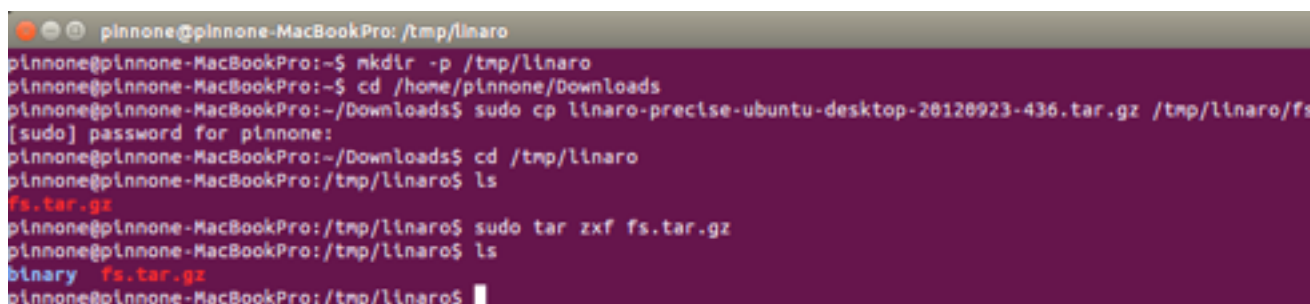 pinnone@pinnone-MacBookPro: /tmp/linaro
pinnone@pinnone-MacBookPro:~$ mkdir -p /tmp/linaro
pinnone@pinnone-MacBookPro:~$ cd /home/pinnone/Downloads
pinnone@pinnone-MacBookPro:~/Downloads$ sudo cp linaro-precise-ubuntu-desktop-20120923-436.tar.gz /tmp/linaro/fs
[sudo] password for pinnone:
pinnone@pinnone-MacBookPro:~/Downloads$ cd /tmp/linaro
pinnone@pinnone-MacBookPro:/tmp/linaro$ ls
fs.tar.gz
pinnone@pinnone-MacBookPro:/tmp/linaro$ sudo tar zxf fs.tar.gz
pinnone@pinnone-MacBookPro:/tmp/linaro$ ls
binary  fs.tar.gz
pinnone@pinnone-MacBookPro:/tmp/linaro$